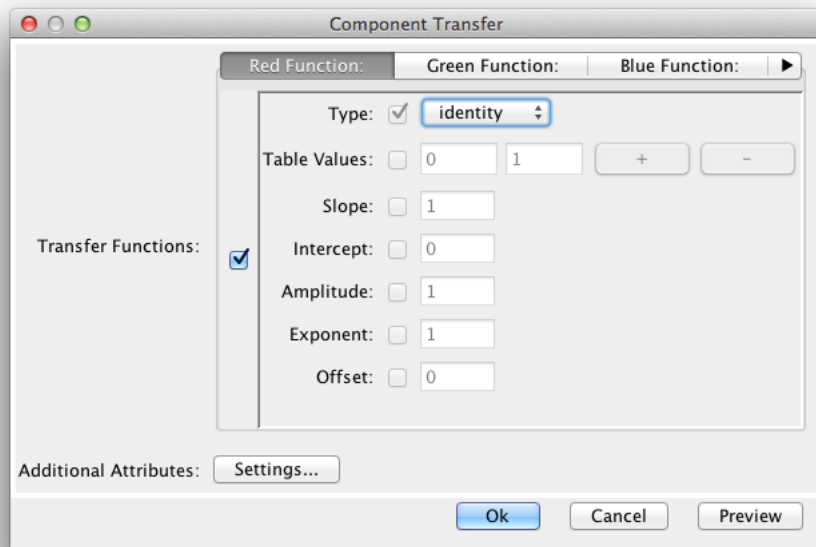 Component Transfer
Red Function: Green Function: Blue Function:
Type: identity
Table Values: 0 1 + -
Slope: 1
Transfer Functions:
Intercept: 0
Amplitude: 1
Exponent: 1
Offset: 0
Additional Attributes: Settings...
Ok Cancel Preview